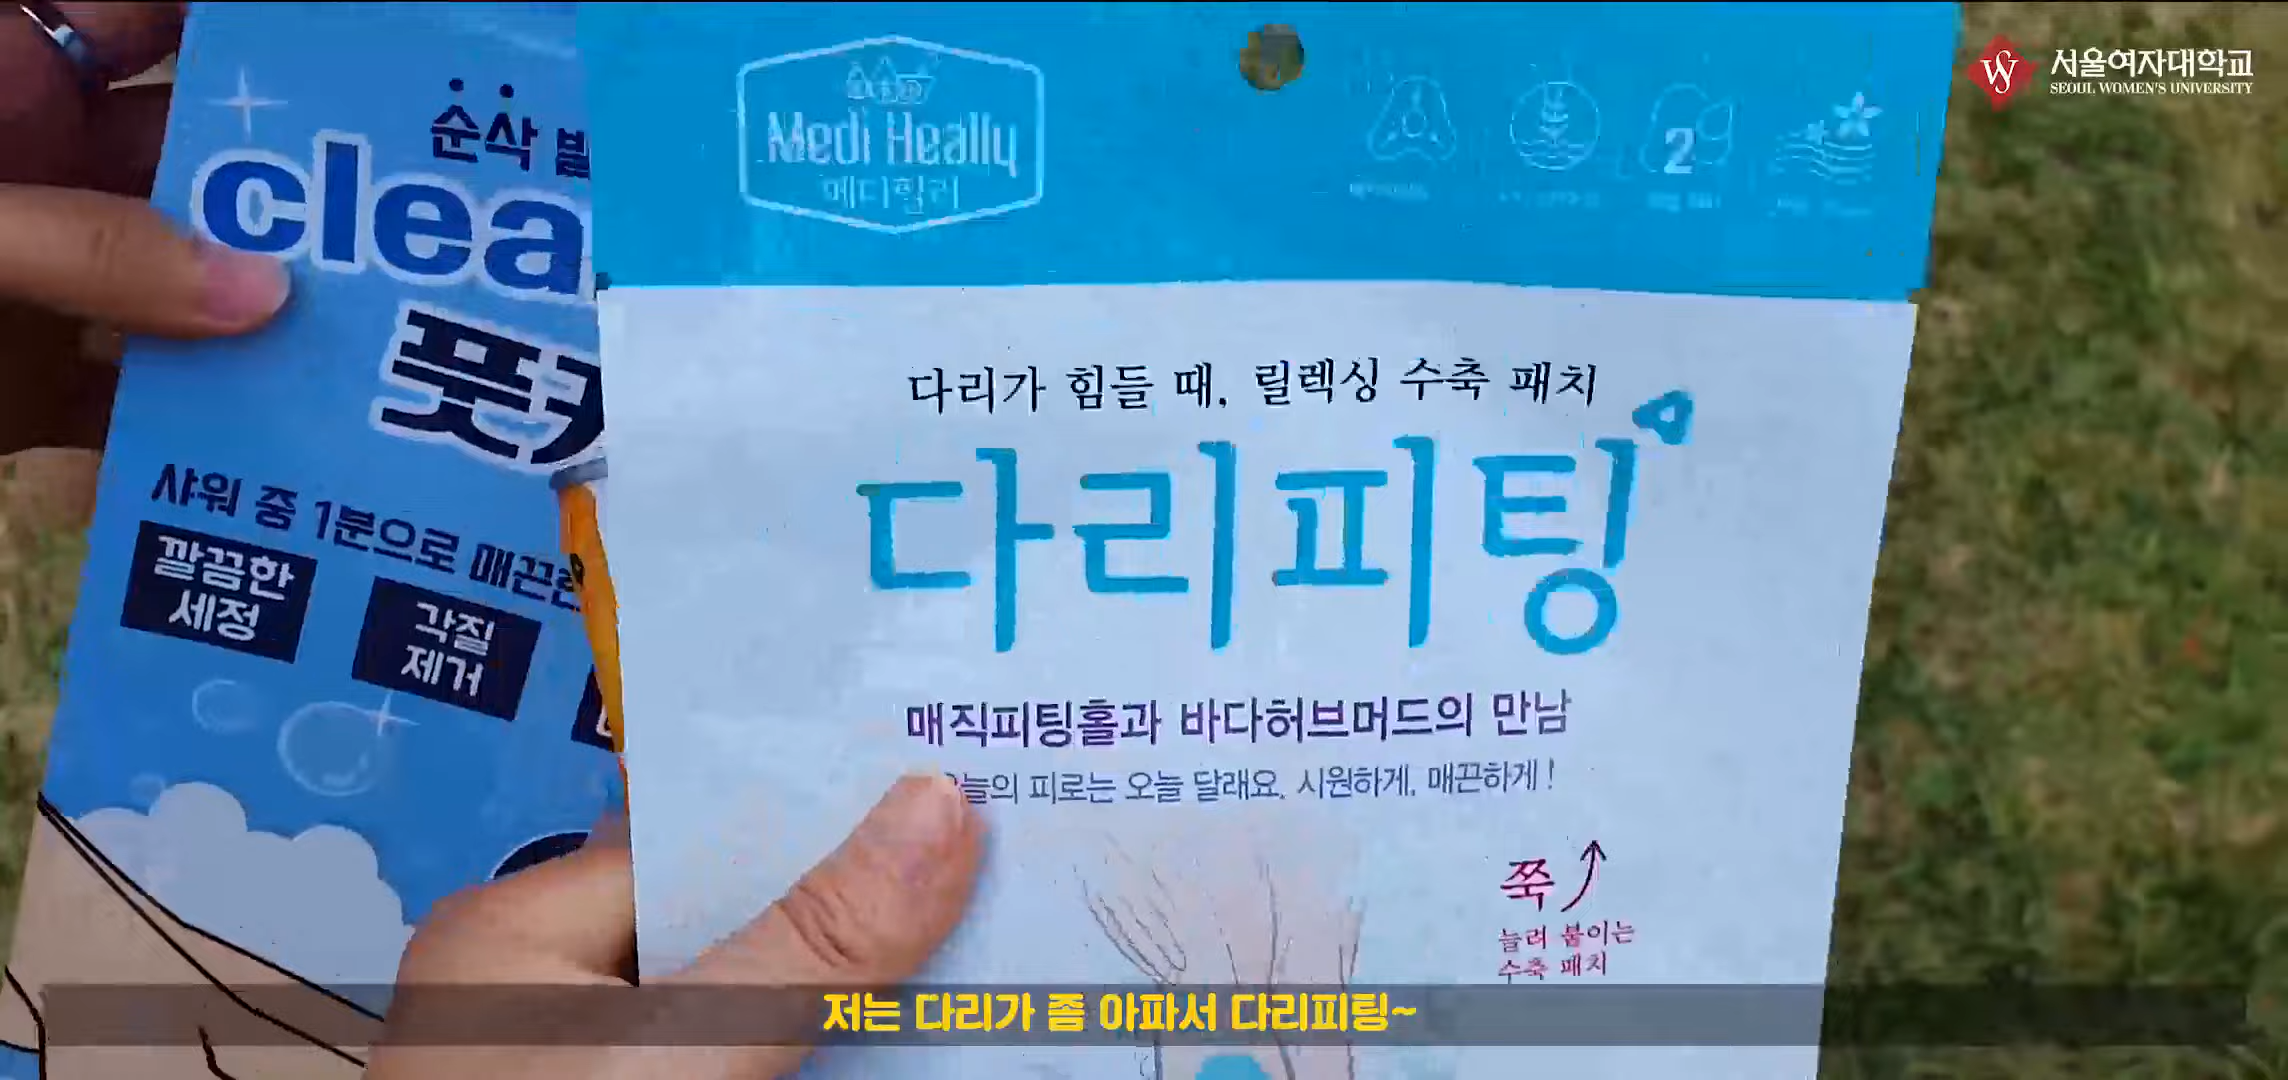 서울여자대학교
SEOUL WOMEN'S UNIVERSITY
순삭
clea
풋
샤워 중 1분으로 매끈한
깔끔한
세정
각질
제거
Medi Heally
메디힐리
2
다리가 힘들 때, 릴렉싱 수축 패치
다리피팅
매직피팅홀과 바다허브머드의 만남
오늘의 피로는 오늘 달래요, 시원하게, 매끈하게!
쭉
늘려 붙이는
수축 패치
저는 다리가 좀 아파서 다리피팅~